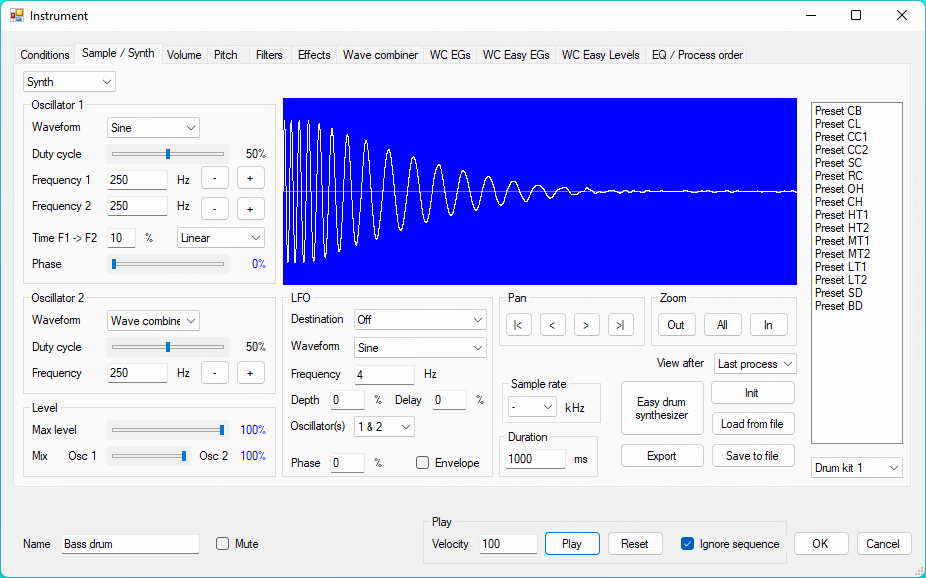 Instrument
Conditions Sample / Synth Volume Pitch Filters Effects Wave combiner WC EGs WC Easy EGs WC Easy Levels EQ / Process order
Synth
Oscillator 1
Waveform Sine
Duty cycle 50%
Frequency 1 250 Hz - +
Frequency 2 250 Hz - +
Time F1 -> F2 10 % Linear
Phase 0%
Oscillator 2
Waveform Wave combine
Duty cycle 50%
Frequency 250 Hz - +
Level
Max level 100%
Mix Osc 1 Osc 2 100%
LFO
Destination Off
Waveform Sine
Frequency 4 Hz
Depth 0 % Delay 0 %
Oscillator(s) 1 & 2
Phase 0 % Envelope
Pan
|< < > >|
Zoom
Out All In
View after Last process
Sample rate
- kHz
Duration
1000 ms
Easy drum
synthesizer
Init
Load from file
Export Save to file
Preset CB
Preset CL
Preset CC1
Preset CC2
Preset SC
Preset RC
Preset OH
Preset CH
Preset HT1
Preset HT2
Preset MT1
Preset MT2
Preset LT1
Preset LT2
Preset SD
Preset BD
Drum kit 1
Name Bass drum Mute
Play
Velocity 100 Play Reset Ignore sequence
OK Cancel